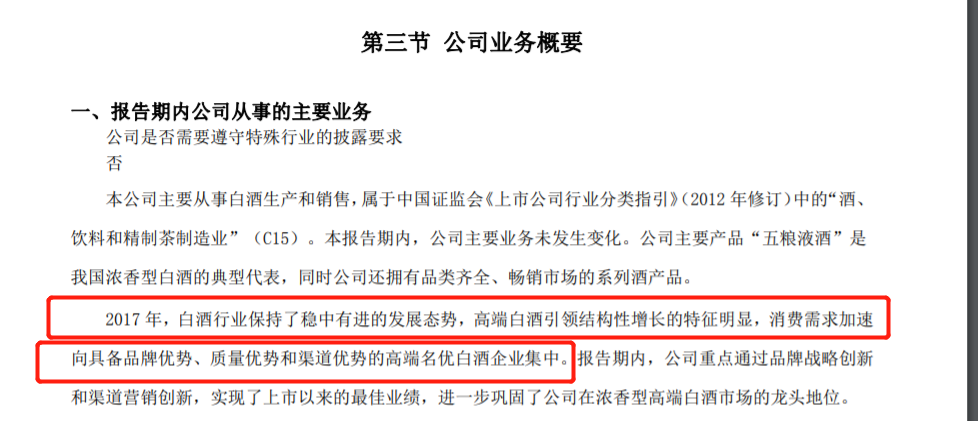 第三节 公司业务概要
一、报告期内公司从事的主要业务
公司是否需要遵守特殊行业的披露要求
否
本公司主要从事白酒生产和销售，属于中国证监会《上市公司行业分类指引》（2012 年修订）中的“酒、
饮料和精制茶制造业”（C15）。本报告期内，公司主要业务未发生变化。公司主要产品“五粮液酒”是
我国浓香型白酒的典型代表，同时公司还拥有品类齐全、畅销市场的系列酒产品。
2017 年，白酒行业保持了稳中有进的发展态势，高端白酒引领结构性增长的特征明显，消费需求加速
向具备品牌优势、质量优势和渠道优势的高端名优白酒企业集中。报告期内，公司重点通过品牌战略创新
和渠道营销创新，实现了上市以来的最佳业绩，进一步巩固了公司在浓香型高端白酒市场的龙头地位。